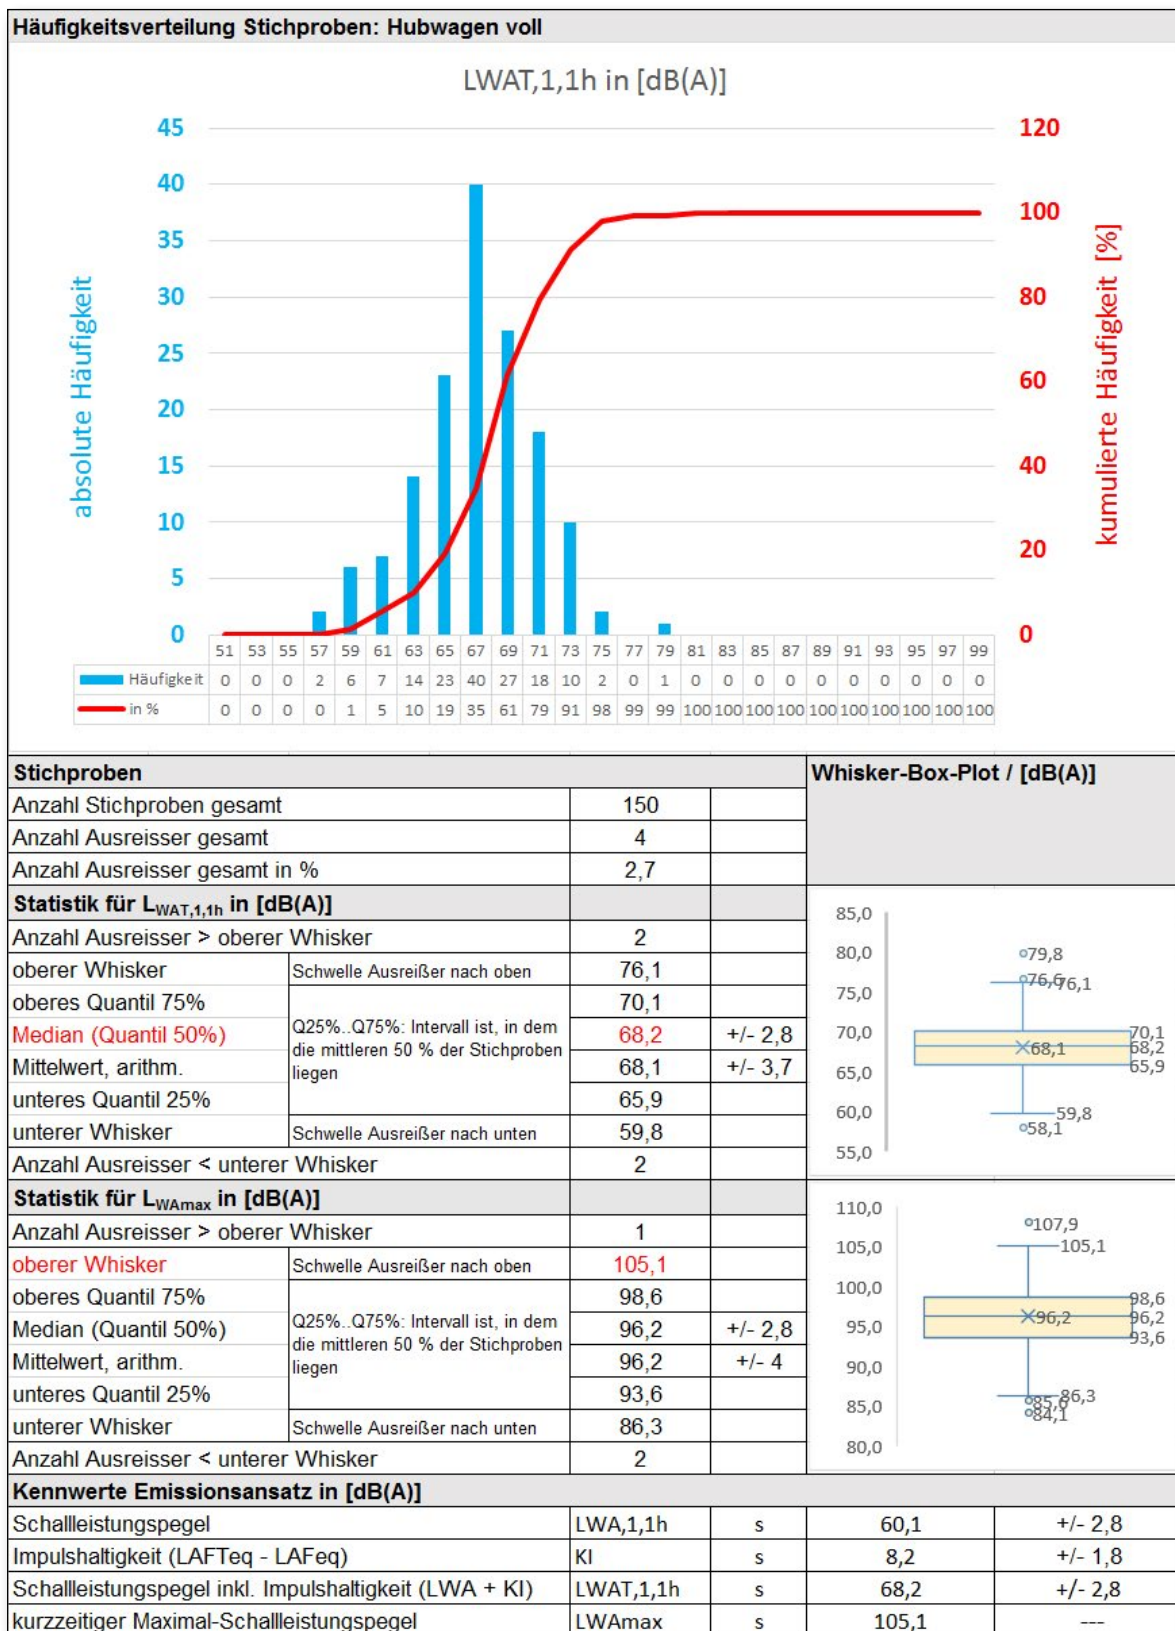 Häufigkeitsverteilung Stichproben: Hubwagen voll
LWAT,1,1h in [dB(A)]
absolute Häufigkeit
45
40
35
30
25
20
15
10
5
0
kumulierte Häufigkeit [%]
120
100
80
60
40
20
0
51 53 55 57 59 61 63 65 67 69 71 73 75 77 79 81 83 85 87 89 91 93 95 97 99
Häufigkeit 0 0 0 2 6 7 14 23 40 27 18 10 2 0 1 0 0 0 0 0 0 0 0 0 0
in % 0 0 0 0 1 5 10 19 35 61 79 91 98 99 99 100 100 100 100 100 100 100 100 100 100
Stichproben
Anzahl Stichproben gesamt 150
Anzahl Ausreisser gesamt 4
Anzahl Ausreisser gesamt in % 2,7
Whisker-Box-Plot / [dB(A)]
Statistik für LWAT,1,1h in [dB(A)]
Anzahl Ausreisser > oberer Whisker 2
oberer Whisker Schwelle Ausreißer nach oben 76,1
oberes Quantil 75% 70,1
Median (Quantil 50%) 68,2 +/- 2,8
Mittelwert, arithm. 68,1 +/- 3,7
unteres Quantil 25% 65,9
Q25%..Q75%: Intervall ist, in dem
die mittleren 50 % der Stichproben
liegen
unterer Whisker Schwelle Ausreißer nach unten 59,8
Anzahl Ausreisser < unterer Whisker 2
85,0
80,0
75,0
70,0
65,0
60,0
55,0
79,8
76,6
76,1
70,1
68,1
68,2
65,9
59,8
58,1
Statistik für LWAmax in [dB(A)]
Anzahl Ausreisser > oberer Whisker 1
oberer Whisker Schwelle Ausreißer nach oben 105,1
oberes Quantil 75% 98,6
Median (Quantil 50%) 96,2 +/- 2,8
Mittelwert, arithm. 96,2 +/- 4
unteres Quantil 25% 93,6
Q25%..Q75%: Intervall ist, in dem
die mittleren 50 % der Stichproben
liegen
unterer Whisker Schwelle Ausreißer nach unten 86,3
Anzahl Ausreisser < unterer Whisker 2
110,0
105,0
100,0
95,0
90,0
85,0
80,0
107,9
105,1
98,6
96,2
96,2
93,6
86,3
84,1
Kennwerte Emissionsansatz in [dB(A)]
Schallleistungspegel LWA,1,1h s 60,1 +/- 2,8
Impulshaltigkeit (LAFTeq - LAFeq) KI s 8,2 +/- 1,8
Schallleistungspegel inkl. Impulshaltigkeit (LWA + KI) LWAT,1,1h s 68,2 +/- 2,8
kurzzeitiger Maximal-Schallleistungspegel LWAmax s 105,1 ---